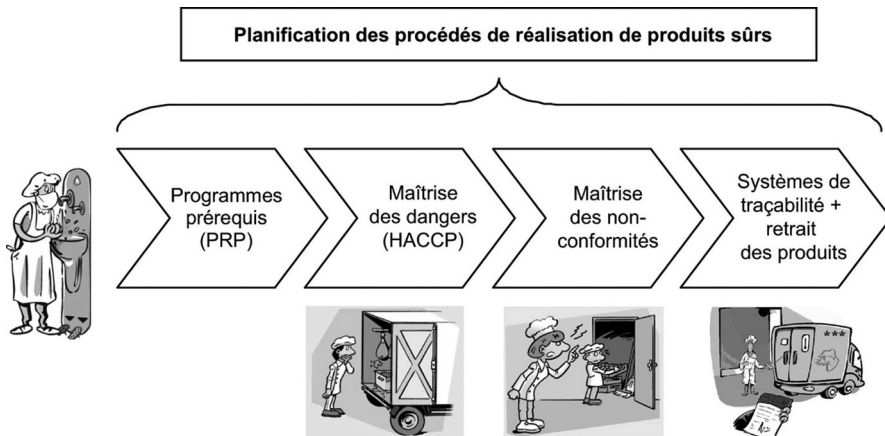 Planification des procédés de réalisation de produits sûrs
Programmes
prérequis
(PRP)
Maîtrise
des dangers
(HACCP)
Maîtrise
des non-
conformités
Systèmes de
traçabilité +
retrait
des produits